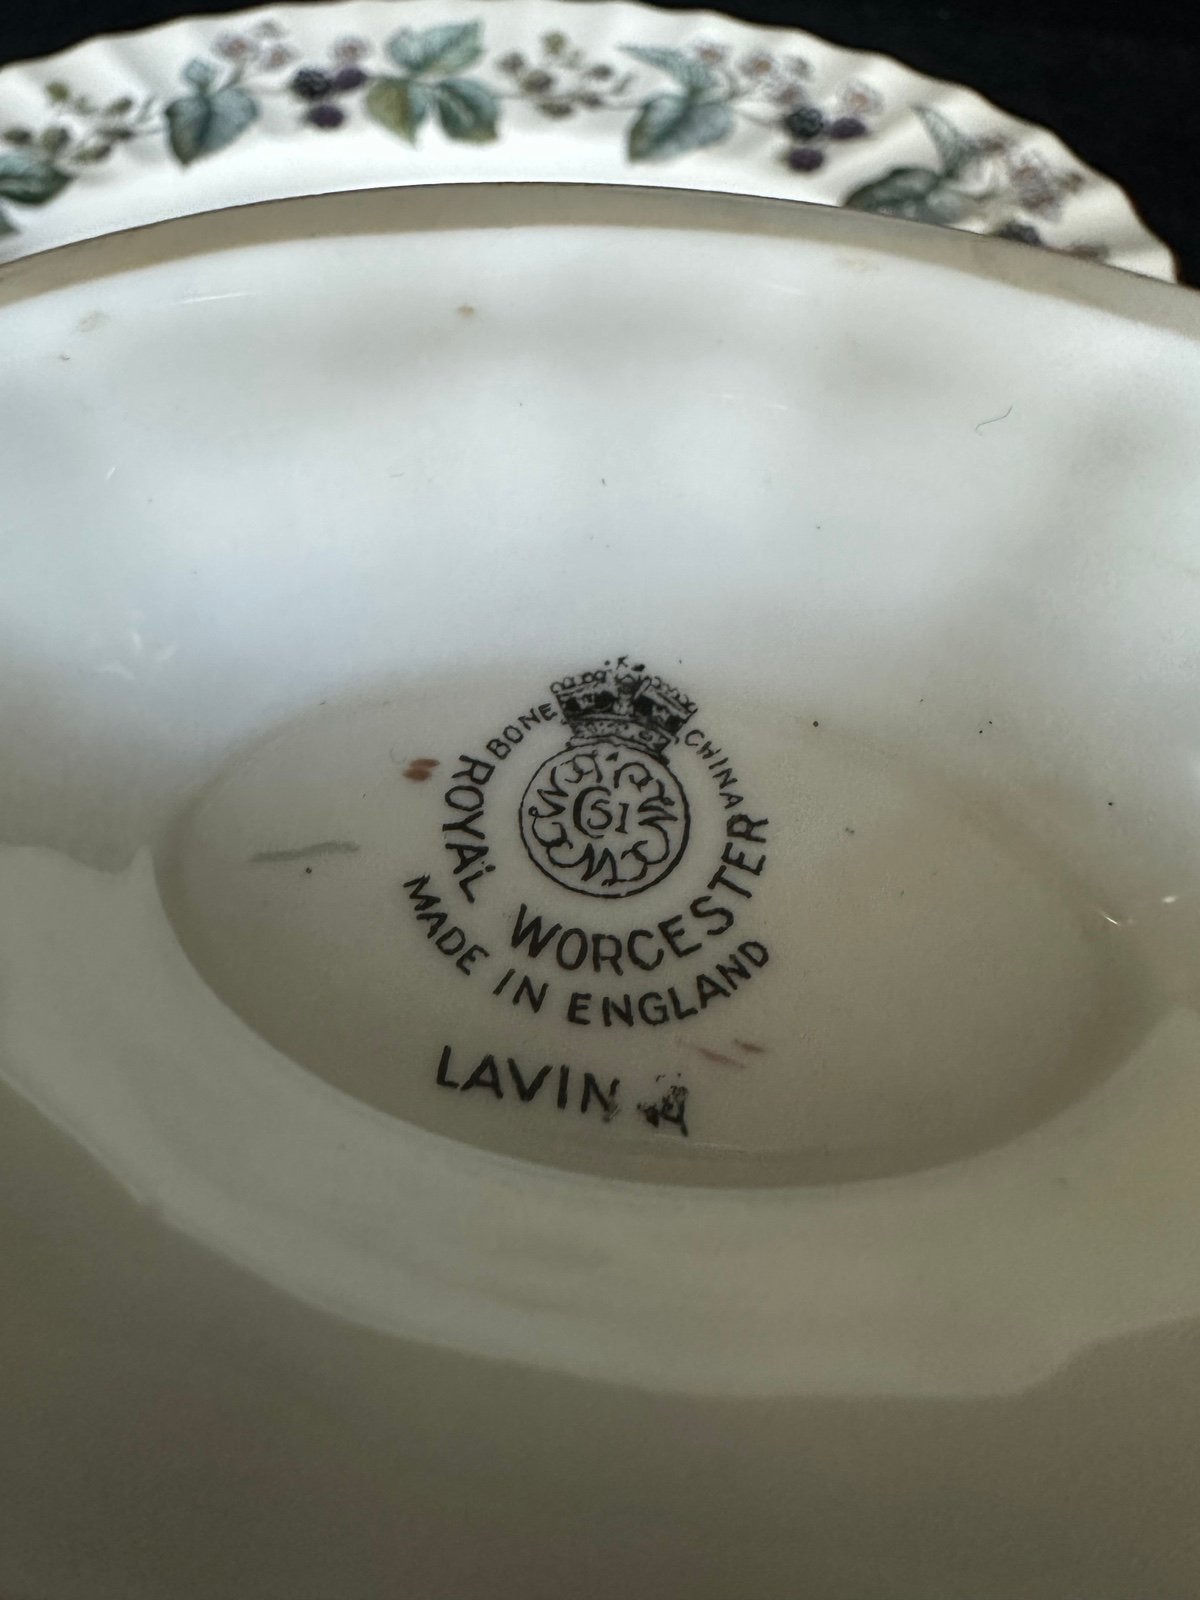 BONE CHINA
51
ROYAL WORCESTER
MADE IN ENGLAND
LAVIN